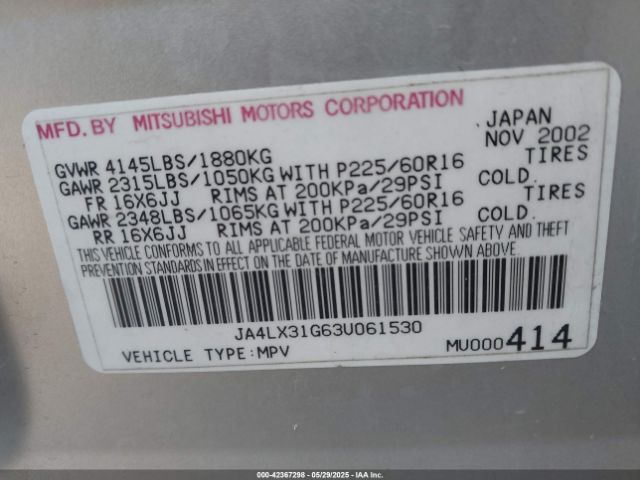 MFD. BY MITSUBISHI MOTORS CORPORATION JAPAN
NOV 2002
GVWR 4145LBS/1880KG
GAWR 2315LBS/1050KG WITH P225/60R16 TIRES
FR 16X6JJ RIMS AT 200KPa/29PSI COLD.
GAWR 2348LBS/1065KG WITH P225/60R16 TIRES
RR 16X6JJ RIMS AT 200KPa/29PSI COLD.
THIS VEHICLE CONFORMS TO ALL APPLICABLE FEDERAL MOTOR VEHICLE SAFETY AND THEFT
PREVENTION STANDARDS IN EFFECT ON THE DATE OF MANUFACTURE SHOWN ABOVE.
JA4LX31G63U061530
VEHICLE TYPE:MPV MU000414
000-42367298 - 05/29/2025 - IAAI.COM